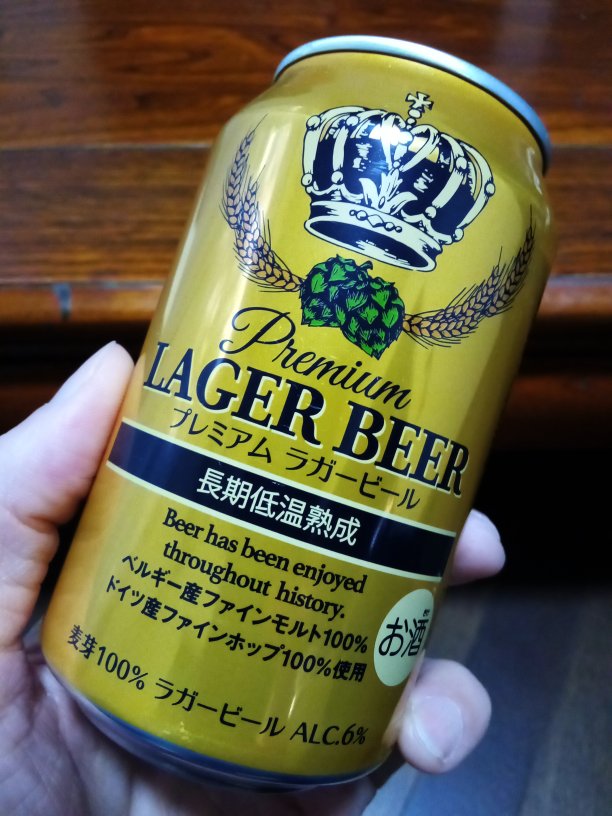 Premium
LAGER BEER
プレミアム ラガービール
長期低温熟成
Beer has been enjoyed
throughout history.
ベルギー産ファインモルト100%
ドイツ産ファインホップ100%使用
お酒
麦芽100% ラガービール ALC.6%